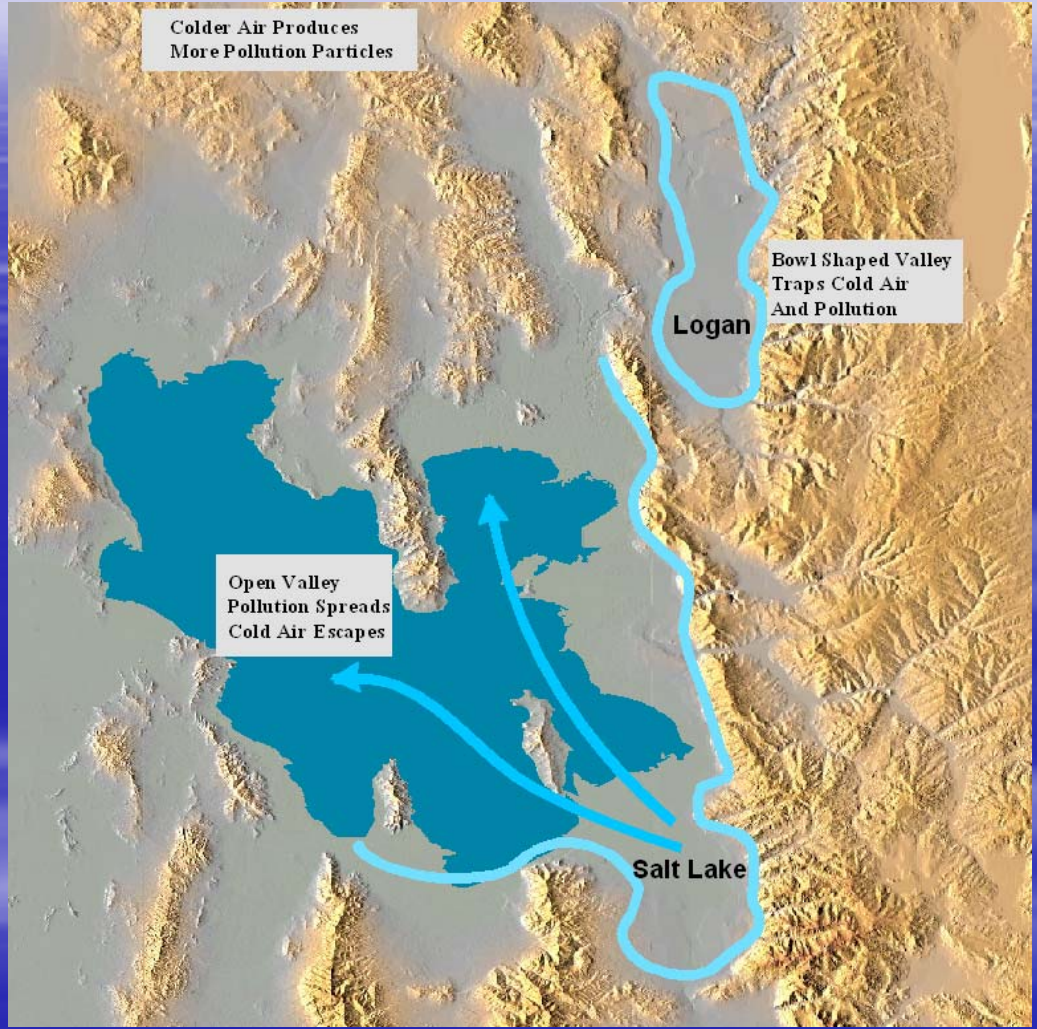 Colder Air Produces
More Pollution Particles
Bowl Shaped Valley
Traps Cold Air
And Pollution
Logan
Open Valley
Pollution Spreads
Cold Air Escapes
Salt Lake